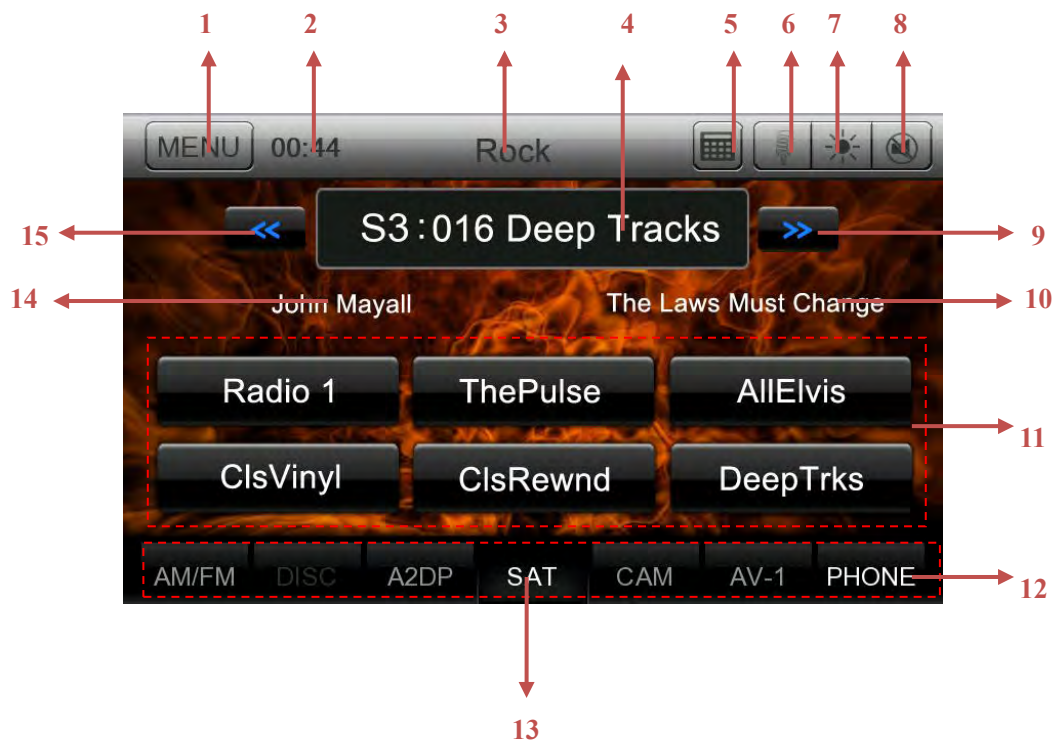 1 2 3 4 5 6 7 8
MENU 00:44 Rock
S3:016 Deep Tracks
15 << >> 9
14 John Mayall The Laws Must Change 10
Radio 1 ThePulse AllElvis
11
ClsVinyl ClsRewnd DeepTrks
AM/FM DISC A2DP SAT CAM AV-1 PHONE
12
13